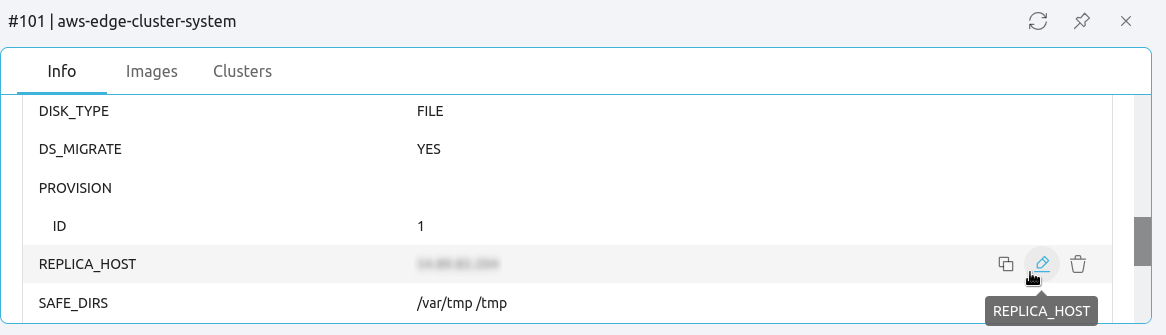 #101 | aws-edge-cluster-system
Info Images Clusters
DISK_TYPE FILE
DS_MIGRATE YES
PROVISION
ID 1
REPLICA_HOST
SAFE_DIRS /var/tmp /tmp
REPLICA_HOST